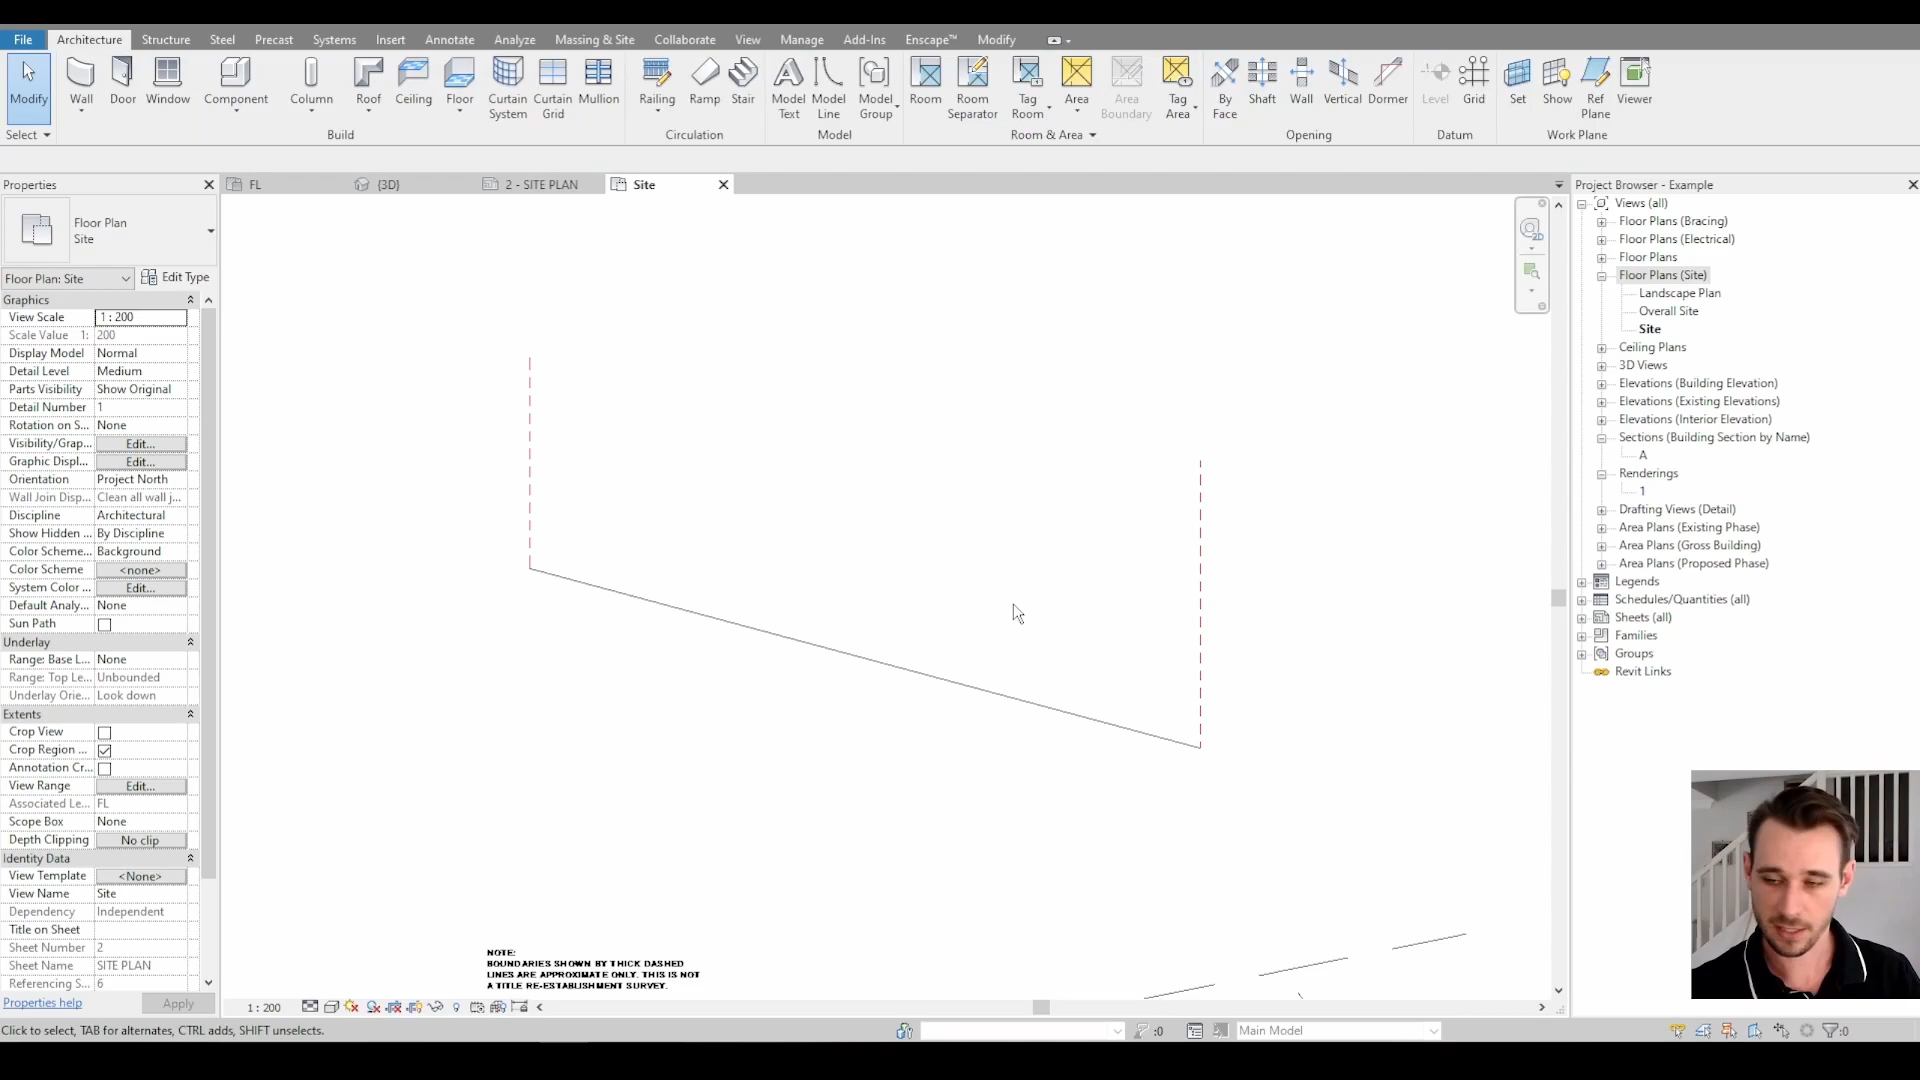 File Architecture Structure Steel Precast Systems Insert Annotate Analyze Massing & Site Collaborate View Manage Add-Ins Enscape™ Modify
Modify Wall Door Window Component Column Roof Ceiling Floor Curtain System Curtain Grid Mullion Railing Ramp Stair Model Text Model Line Model Group Room Room Separator Tag Room Area Area Boundary Tag Area By Face Shaft Wall Vertical Dormer Level Grid Set Show Ref Plane Viewer
Select Build Circulation Model Room & Area Opening Datum Work Plane
Properties
FL {3D} 2 - SITE PLAN Site
Floor Plan
Site
Floor Plan: Site Edit Type
Graphics
View Scale 1 : 200
Scale Value 1: 200
Display Model Normal
Detail Level Medium
Parts Visibility Show Original
Detail Number 1
Rotation on S... None
Visibility/Grap... Edit...
Graphic Displ... Edit...
Orientation Project North
Wall Join Disp... Clean all wall j...
Discipline Architectural
Show Hidden ... By Discipline
Color Scheme... Background
Color Scheme <none>
System Color ... Edit...
Default Analy... None
Sun Path
Underlay
Range: Base L... None
Range: Top Le... Unbounded
Underlay Orie... Look down
Extents
Crop View
Crop Region ...
Annotation Cr...
View Range Edit...
Associated Le... FL
Scope Box None
Depth Clipping No clip
Identity Data
View Template <None>
View Name Site
Dependency Independent
Title on Sheet
Sheet Number 2
Sheet Name SITE PLAN
Referencing S... 6
Properties help Apply
NOTE:
BOUNDARIES SHOWN BY THICK DASHED
LINES ARE APPROXIMATE ONLY. THIS IS NOT
A TITLE RE-ESTABLISHMENT SURVEY.
2D
Project Browser - Example
Views (all)
Floor Plans (Bracing)
Floor Plans (Electrical)
Floor Plans
Floor Plans (Site)
Landscape Plan
Overall Site
Site
Ceiling Plans
3D Views
Elevations (Building Elevation)
Elevations (Existing Elevations)
Elevations (Interior Elevation)
Sections (Building Section by Name)
A
Renderings
1
Drafting Views (Detail)
Area Plans (Existing Phase)
Area Plans (Gross Building)
Area Plans (Proposed Phase)
Legends
Schedules/Quantities (all)
Sheets (all)
Families
Groups
Revit Links
1 : 200
Click to select, TAB for alternates, CTRL adds, SHIFT unselects. :0 Main Model :0